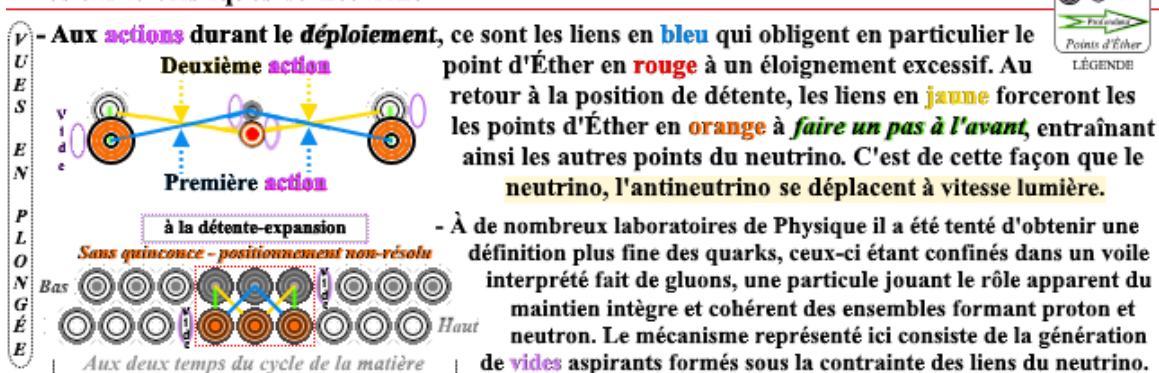 - Aux actions durant le déploiement, ce sont les liens en bleu qui obligent en particulier le
point d'Éther en rouge à un éloignement excessif. Au
retour à la position de détente, les liens en jaune forceront les
les points d'Éther en orange à faire un pas à l'avant, entraînant
ainsi les autres points du neutrino. C'est de cette façon que le
neutrino, l'antineutrino se déplacent à vitesse lumière.
Profondeur
Points d'Éther
LÉGENDE
VUES EN PLONGÉE
Deuxième action
Vide
Première action
à la détente-expansion
Sans quinconce - positionnement non-résolu
Bas
vide
vide
Haut
Aux deux temps du cycle de la matière
- À de nombreux laboratoires de Physique il a été tenté d'obtenir une
définition plus fine des quarks, ceux-ci étant confinés dans un voile
interprété fait de gluons, une particule jouant le rôle apparent du
maintien intègre et cohérent des ensembles formant proton et
neutron. Le mécanisme représenté ici consiste de la génération
de vides aspirants formés sous la contrainte des liens du neutrino.